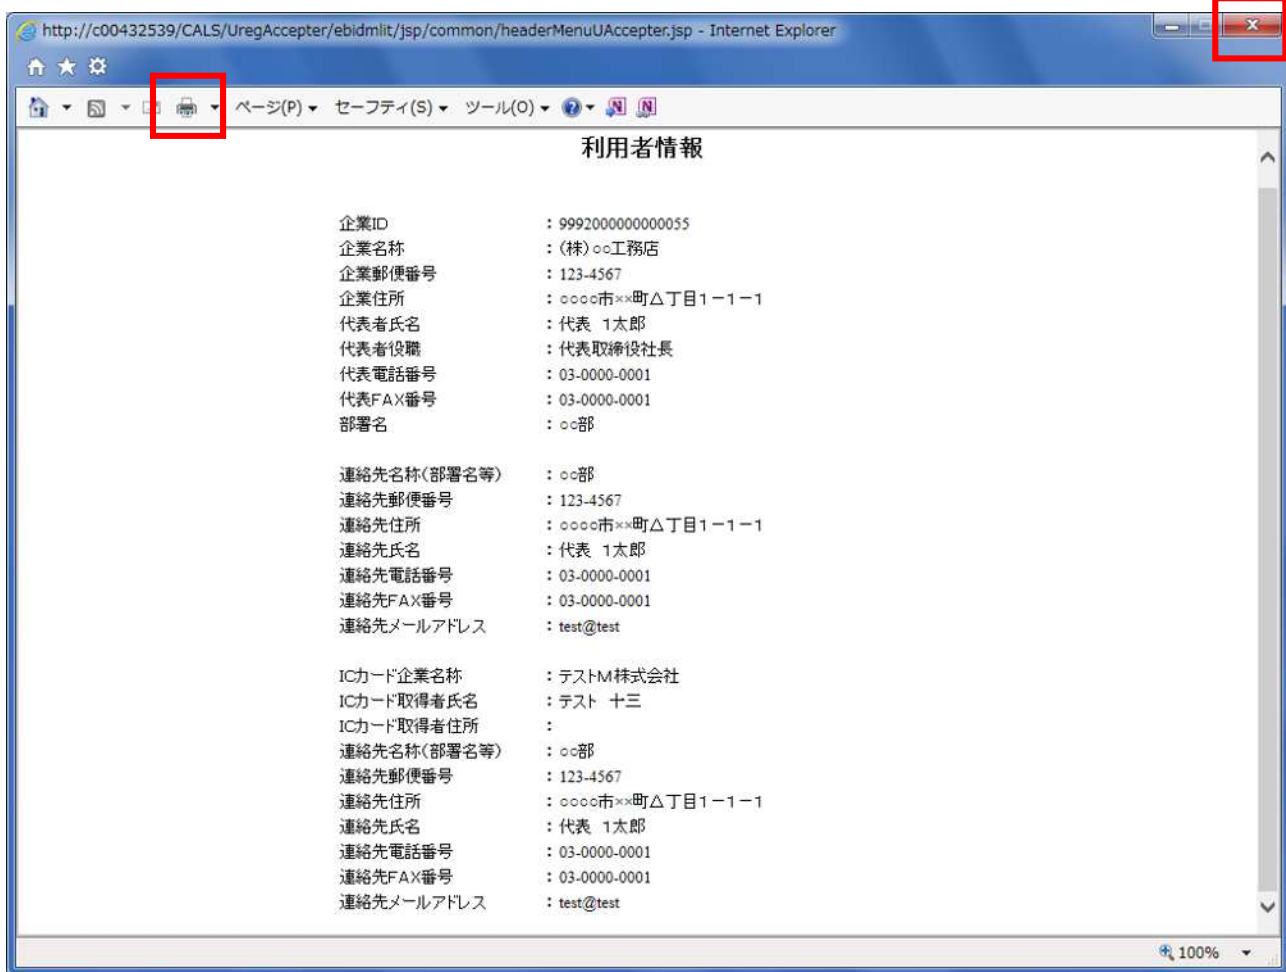 http://c00432539/CALS/UregAccepter/ebidmlit/jsp/common/headerMenuUAccepter.jsp - Internet Explorer
ページ(P) セーフティ(S) ツール(O)
利用者情報
企業ID ：9992000000000055
企業名称 ：(株)○○工務店
企業郵便番号 ：123-4567
企業住所 ：○○○○市××町△丁目1－1－1
代表者氏名 ：代表 1太郎
代表者役職 ：代表取締役社長
代表電話番号 ：03-0000-0001
代表FAX番号 ：03-0000-0001
部署名 ：○○部
連絡先名称(部署名等) ：○○部
連絡先郵便番号 ：123-4567
連絡先住所 ：○○○○市××町△丁目1－1－1
連絡先氏名 ：代表 1太郎
連絡先電話番号 ：03-0000-0001
連絡先FAX番号 ：03-0000-0001
連絡先メールアドレス ：test@test
ICカード企業名称 ：テストM株式会社
ICカード取得者氏名 ：テスト 十三
ICカード取得者住所 ：
連絡先名称(部署名等) ：○○部
連絡先郵便番号 ：123-4567
連絡先住所 ：○○○○市××町△丁目1－1－1
連絡先氏名 ：代表 1太郎
連絡先電話番号 ：03-0000-0001
連絡先FAX番号 ：03-0000-0001
連絡先メールアドレス ：test@test
100%